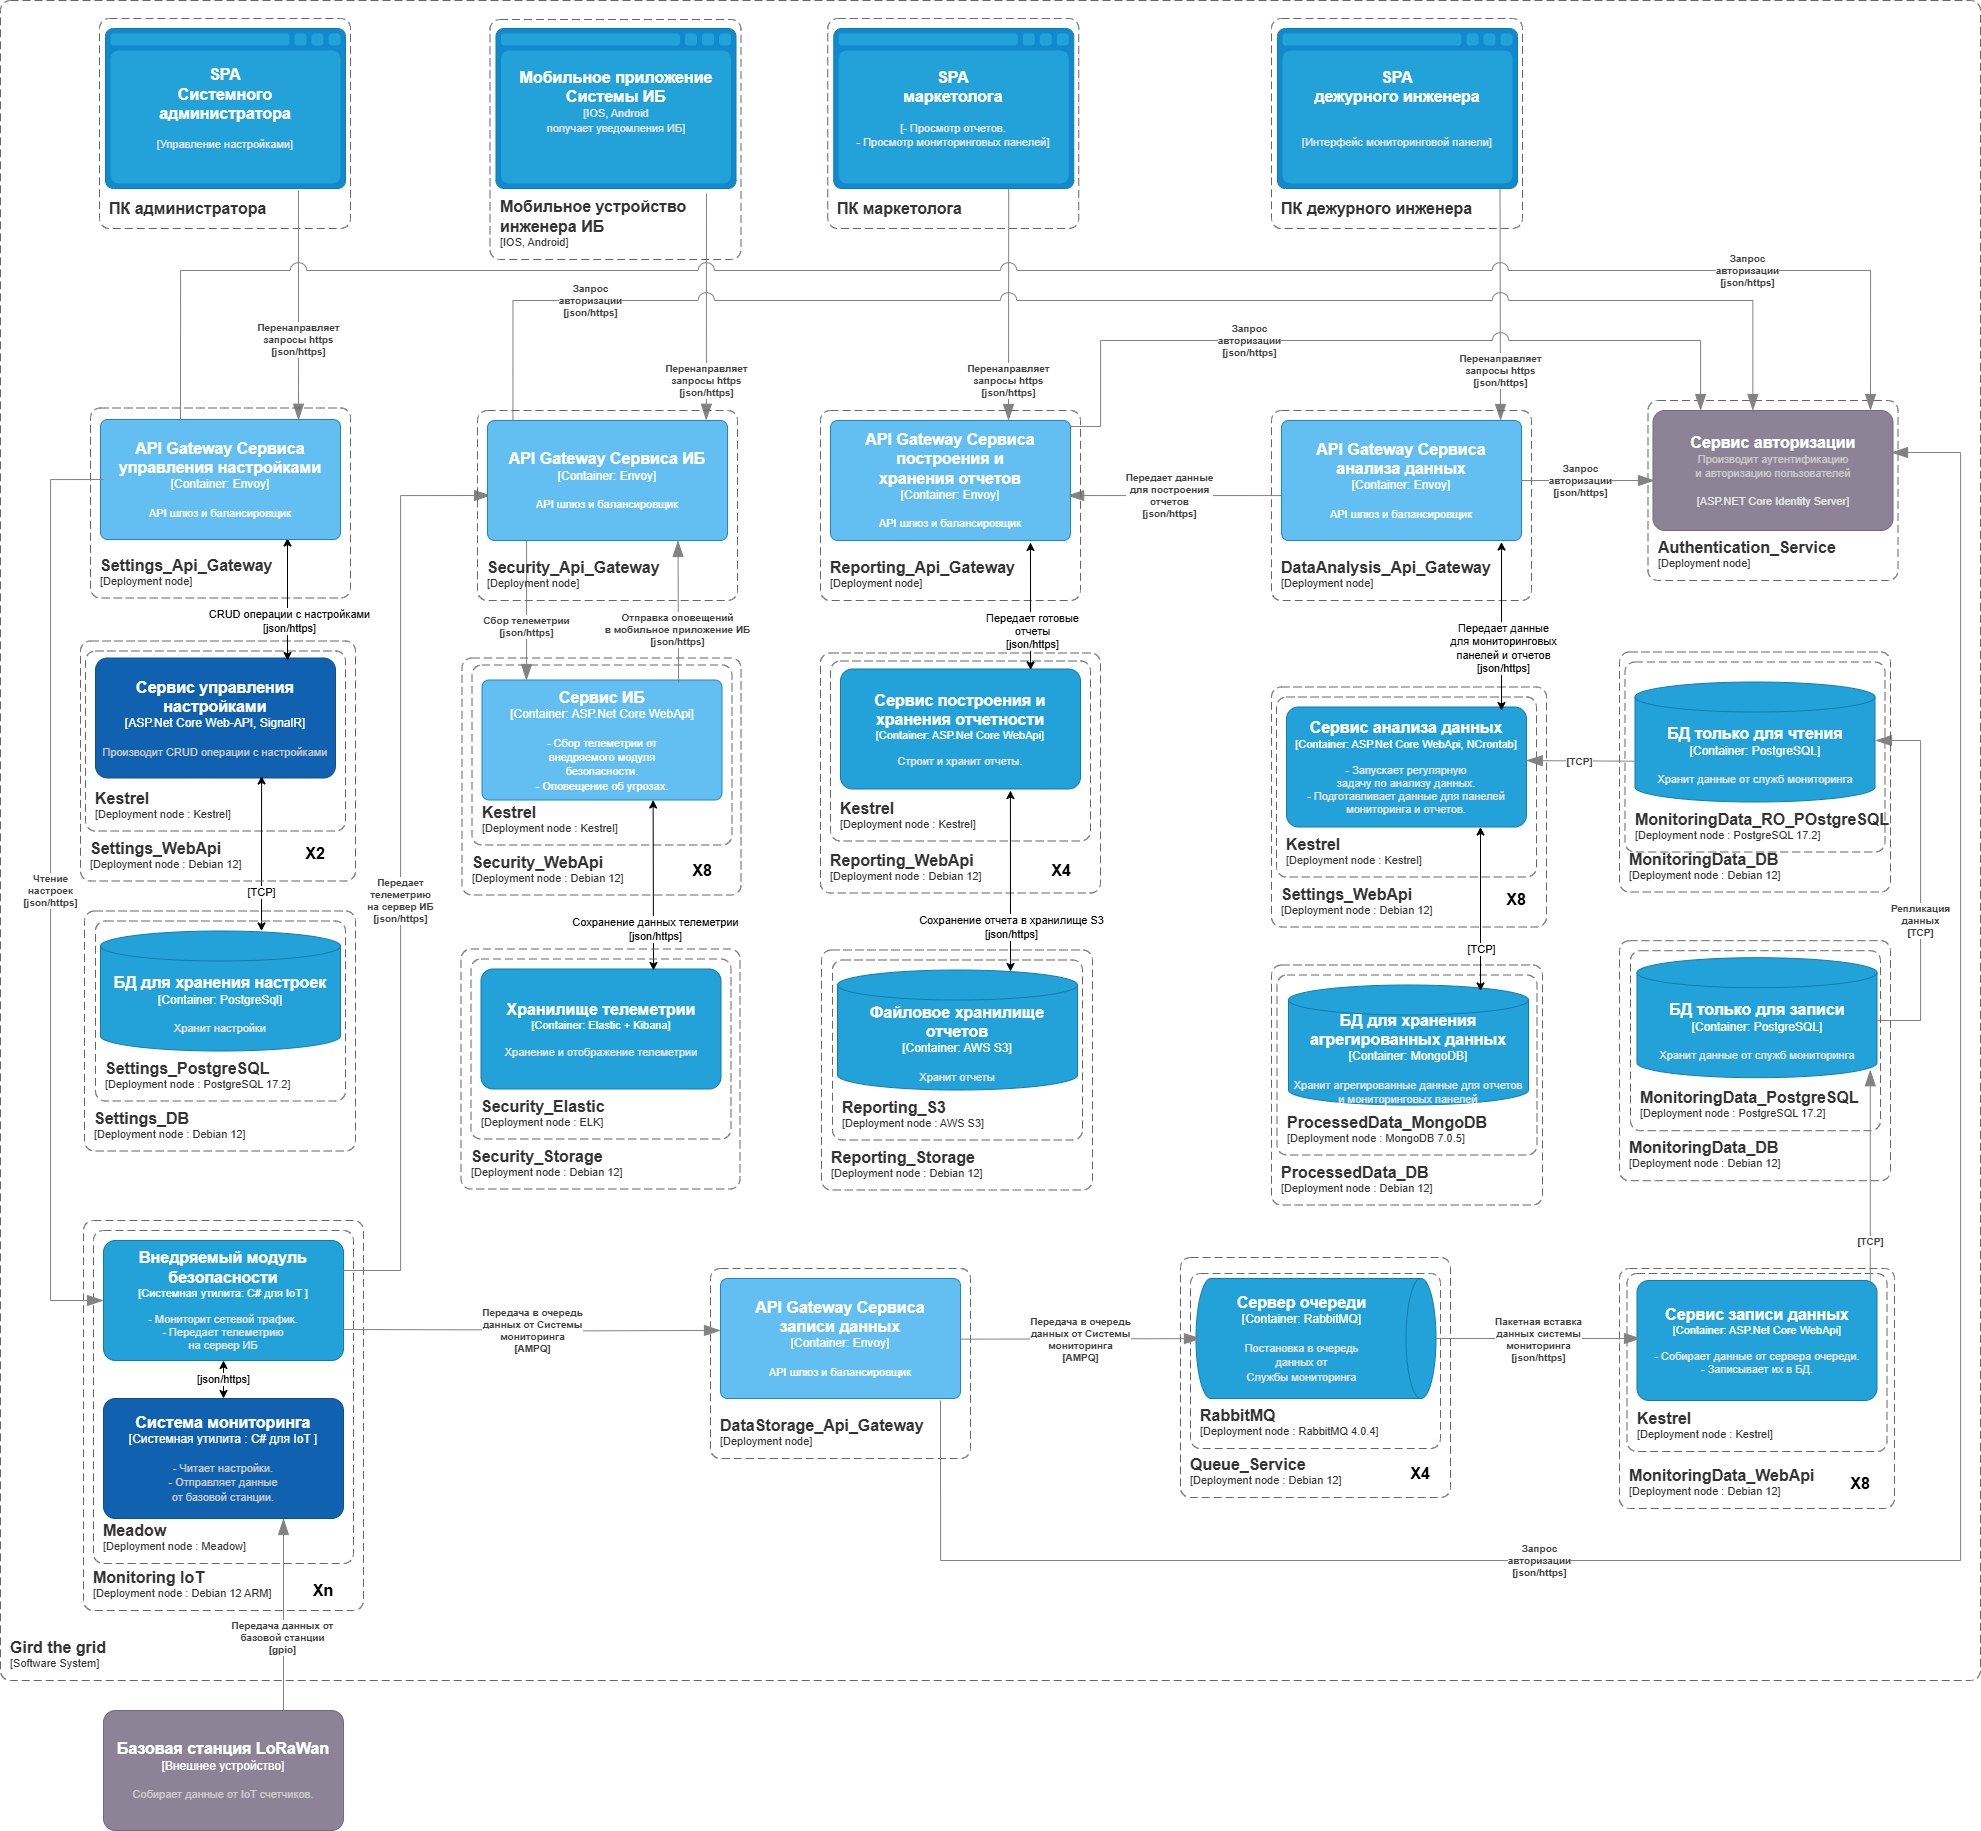 SPA
Системного
администратора
[Управление настройками]
ПК администратора
Мобильное приложение
Системы ИБ
[IOS, Android
получает уведомления ИБ]
Мобильное устройство
инженера ИБ
[IOS, Android]
SPA
маркетолога
[- Просмотр отчетов.
- Просмотр мониторинговых панелей]
ПК маркетолога
SPA
дежурного инженера
[Интерфейс мониторинговой панели]
ПК дежурного инженера
Запрос
авторизации
[json/https]
Запрос
авторизации
[json/https]
Запрос
авторизации
[json/https]
Перенаправляет
запросы https
[json/https]
Перенаправляет
запросы https
[json/https]
Перенаправляет
запросы https
[json/https]
Перенаправляет
запросы https
[json/https]
API Gateway Сервиса
управления настройками
[Container: Envoy]
API шлюз и балансировщик
Settings_Api_Gateway
[Deployment node]
API Gateway Сервиса ИБ
[Container: Envoy]
API шлюз и балансировщик
Security_Api_Gateway
[Deployment node]
API Gateway Сервиса
построения и
хранения отчетов
[Container: Envoy]
API шлюз и балансировщик
Reporting_Api_Gateway
[Deployment node]
Передает данные
для построения
отчетов
[json/https]
API Gateway Сервиса
анализа данных
[Container: Envoy]
API шлюз и балансировщик
DataAnalysis_Api_Gateway
[Deployment node]
Запрос
авторизации
[json/https]
Сервис авторизации
Производит аутентификацию
и авторизацию пользователей
[ASP.NET Core Identity Server]
Authentication_Service
[Deployment node]
CRUD операции с настройками
[json/https]
Сбор телеметрии
[json/https]
Отправка оповещений
в мобильное приложение ИБ
[json/https]
Передает готовые
отчеты
[json/https]
Передает данные
для мониторинговых
панелей и отчетов
[json/https]
Сервис управления
настройками
[ASP.Net Core Web-API, SignalR]
Производит CRUD операции с настройками
Kestrel
[Deployment node : Kestrel]
Settings_WebApi
[Deployment node : Debian 12]
X2
Сервис ИБ
[Container: ASP.Net Core WebApi]
- Сбор телеметрии от
внедряемого модуля
безопасности.
- Оповещение об угрозах.
Kestrel
[Deployment node : Kestrel]
Security_WebApi
[Deployment node : Debian 12]
X8
Сервис построения и
хранения отчетности
[Container: ASP.Net Core WebApi]
Строит и хранит отчеты.
Kestrel
[Deployment node : Kestrel]
Reporting_WebApi
[Deployment node : Debian 12]
X4
Сервис анализа данных
[Container: ASP.Net Core WebApi, NCrontab]
- Запускает регулярную
задачу по анализу данных.
- Подготавливает данные для панелей
мониторинга и отчетов.
Kestrel
[Deployment node : Kestrel]
Settings_WebApi
[Deployment node : Debian 12]
X8
[TCP]
БД только для чтения
[Container: PostgreSQL]
Хранит данные от служб мониторинга
MonitoringData_RO_POstgreSQL
[Deployment node : PostgreSQL 17.2]
MonitoringData_DB
[Deployment node : Debian 12]
Чтение
настроек
[json/https]
[TCP]
Передает
телеметрию
на сервер ИБ
[json/https]
Сохранение данных телеметрии
[json/https]
Сохранение отчета в хранилище S3
[json/https]
[TCP]
Репликация
данных
[TCP]
БД для хранения настроек
[Container: PostgreSql]
Хранит настройки
Settings_PostgreSQL
[Deployment node : PostgreSQL 17.2]
Settings_DB
[Deployment node : Debian 12]
Хранилище телеметрии
[Container: Elastic + Kibana]
Хранение и отображение телеметрии
Security_Elastic
[Deployment node : ELK]
Security_Storage
[Deployment node : Debian 12]
Файловое хранилище
отчетов
[Container: AWS S3]
Хранит отчеты
Reporting_S3
[Deployment node : AWS S3]
Reporting_Storage
[Deployment node : Debian 12]
БД для хранения
агрегированных данных
[Container: MongoDB]
Хранит агрегированные данные для отчетов
и мониторинговых панелей
ProcessedData_MongoDB
[Deployment node : MongoDB 7.0.5]
ProcessedData_DB
[Deployment node : Debian 12]
БД только для записи
[Container: PostgreSQL]
Хранит данные от служб мониторинга
MonitoringData_PostgreSQL
[Deployment node : PostgreSQL 17.2]
MonitoringData_DB
[Deployment node : Debian 12]
[TCP]
Внедряемый модуль
безопасности
[Системная утилита: C# для IoT ]
- Мониторит сетевой трафик.
- Передает телеметрию
на сервер ИБ
[json/https]
Система мониторинга
[Системная утилита : C# для IoT ]
- Читает настройки.
- Отправляет данные
от базовой станции.
Meadow
[Deployment node : Meadow]
Monitoring IoT
[Deployment node : Debian 12 ARM]
Xn
Передача в очередь
данных от Системы
мониторинга
[AMPQ]
API Gateway Сервиса
записи данных
[Container: Envoy]
API шлюз и балансировщик
DataStorage_Api_Gateway
[Deployment node]
Передача в очередь
данных от Системы
мониторинга
[AMPQ]
Сервер очереди
[Container: RabbitMQ]
Постановка в очередь
данных от
Службы мониторинга
RabbitMQ
[Deployment node : RabbitMQ 4.0.4]
Queue_Service
[Deployment node : Debian 12]
X4
Пакетная вставка
данных системы
мониторинга
[json/https]
Сервис записи данных
[Container: ASP.Net Core WebApi]
- Собирает данные от сервера очереди.
- Записывает их в БД.
Kestrel
[Deployment node : Kestrel]
MonitoringData_WebApi
[Deployment node : Debian 12]
X8
Запрос
авторизации
[json/https]
Передача данных от
базовой станции
[gpio]
Gird the grid
[Software System]
Базовая станция LoRaWan
[Внешнее устройство]
Собирает данные от IoT счетчиков.